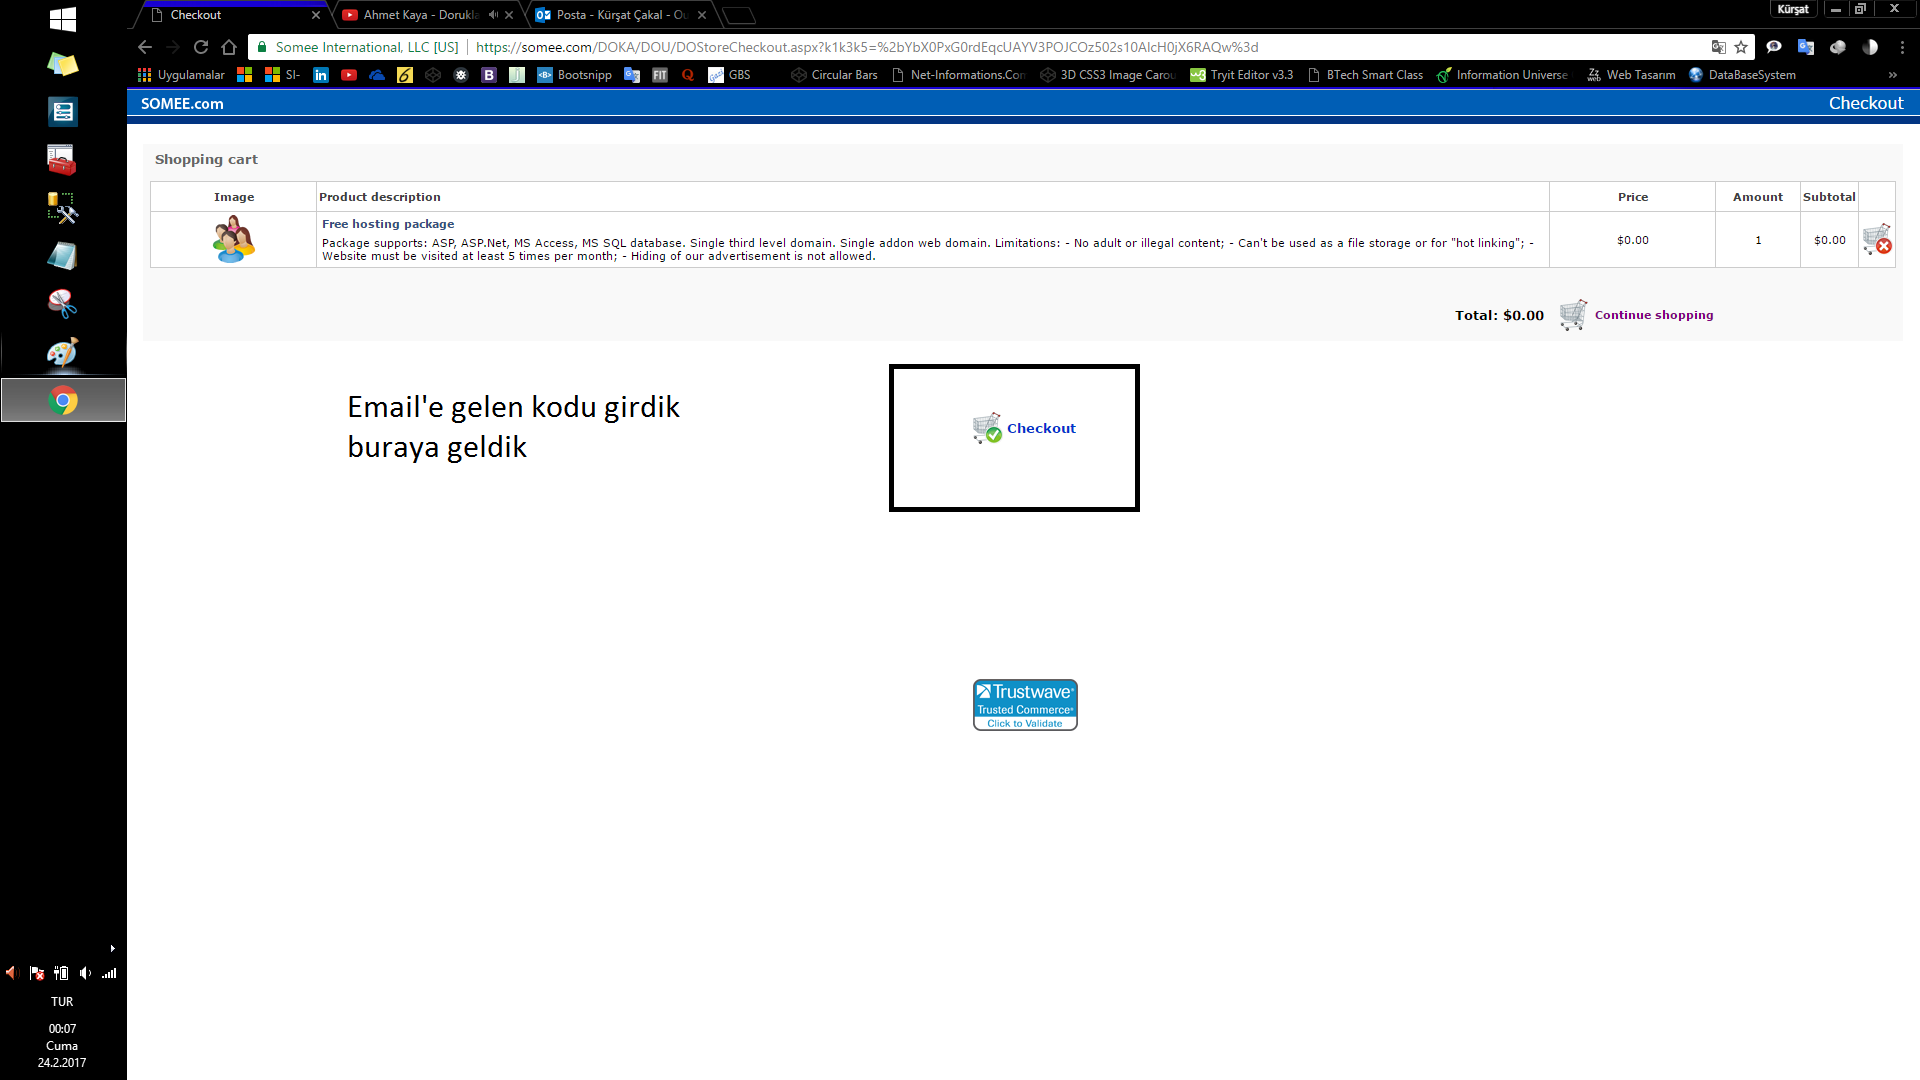 Checkout
Ahmet Kaya - Dorukla
Posta - Kürşat Çakal - Ou
Kürşat
Somee International, LLC [US]
https://somee.com/DOKA/DOU/DOStoreCheckout.aspx?k1k3k5=%2bYbX0PxG0rdEqcUAYV3POJCOz502s10AlcH0jX6RAQw%3d
Uygulamalar
SI-
Bootsnipp
FIT
GBS
Circular Bars
Net-Informations.Com
3D CSS3 Image Carou
Tryit Editor v3.3
BTech Smart Class
Information Universe
Web Tasarım
DataBaseSystem
SOMEE.com
Checkout
Shopping cart
Image Product description Price Amount Subtotal
Free hosting package
Package supports: ASP, ASP.Net, MS Access, MS SQL database. Single third level domain. Single addon web domain. Limitations: - No adult or illegal content; - Can't be used as a file storage or for "hot linking"; -
Website must be visited at least 5 times per month; - Hiding of our advertisement is not allowed.
$0.00 1 $0.00
Total: $0.00 Continue shopping
Email'e gelen kodu girdik
buraya geldik
Checkout
Trustwave
Trusted Commerce
Click to Validate
TUR
00:07
Cuma
24.2.2017